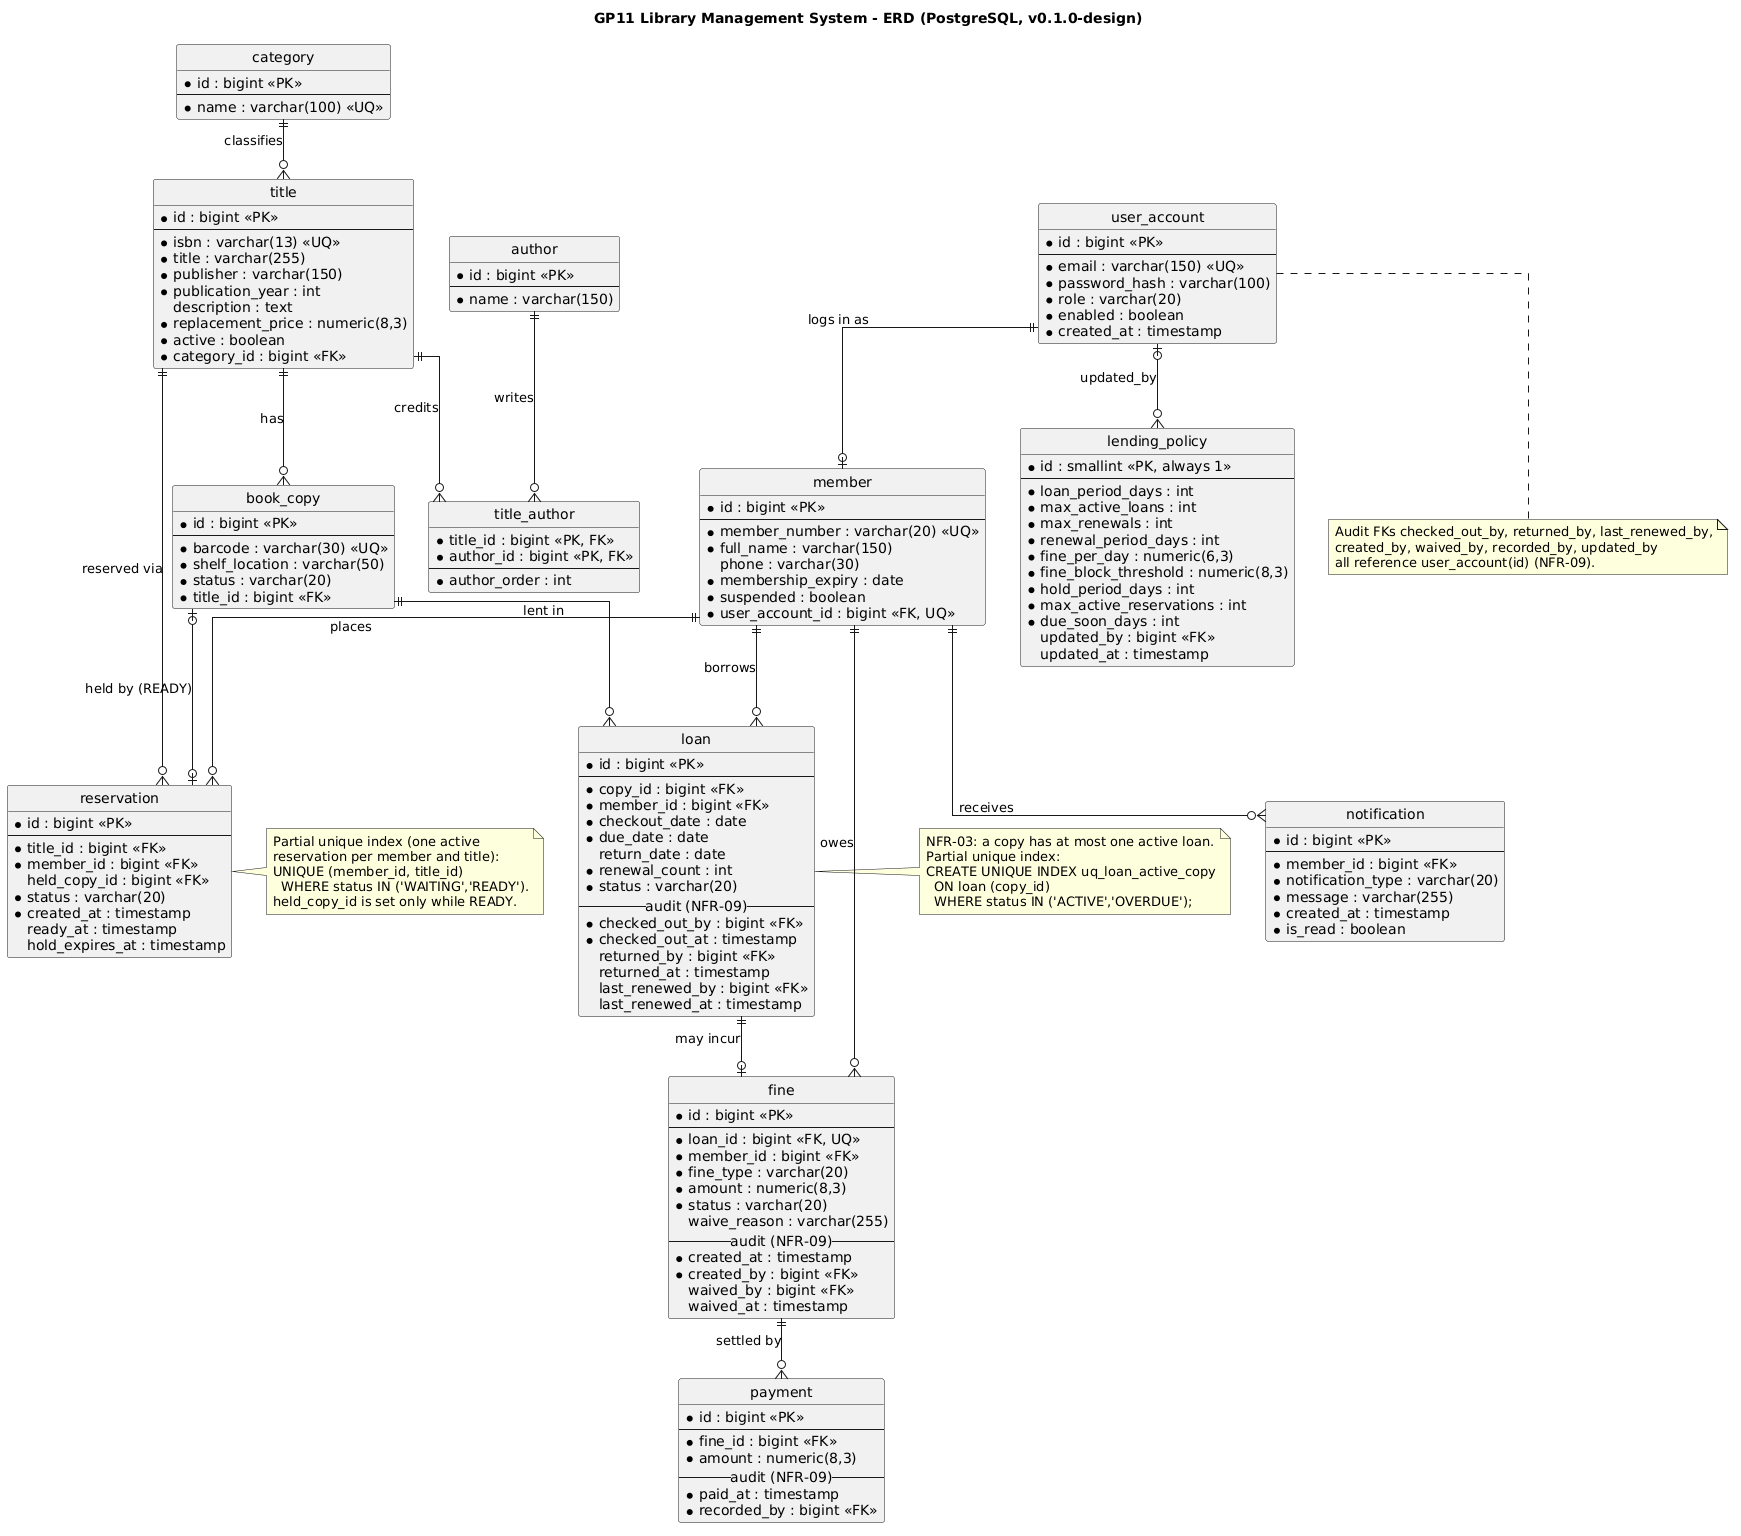 GP11 Library Management System - ERD (PostgreSQL, v0.1.0-design)
category
id : bigint «PK»
name : varchar(100) «UQ»
classifies
title
id : bigint «PK»
isbn : varchar(13) «UQ»
title : varchar(255)
publisher : varchar(150)
publication_year : int
description : text
replacement_price : numeric(8,3)
active : boolean
category_id : bigint «FK»
author
id : bigint «PK»
name : varchar(150)
user_account
id : bigint «PK»
email : varchar(150) «UQ»
password_hash : varchar(100)
role : varchar(20)
enabled : boolean
created_at : timestamp
logs in as
updated_by
has
credits
writes
reserved via
book_copy
id : bigint «PK»
barcode : varchar(30) «UQ»
shelf_location : varchar(50)
status : varchar(20)
title_id : bigint «FK»
title_author
title_id : bigint «PK, FK»
author_id : bigint «PK, FK»
author_order : int
member
id : bigint «PK»
member_number : varchar(20) «UQ»
full_name : varchar(150)
phone : varchar(30)
membership_expiry : date
suspended : boolean
user_account_id : bigint «FK, UQ»
lending_policy
id : smallint «PK, always 1»
loan_period_days : int
max_active_loans : int
max_renewals : int
renewal_period_days : int
fine_per_day : numeric(6,3)
fine_block_threshold : numeric(8,3)
hold_period_days : int
max_active_reservations : int
due_soon_days : int
updated_by : bigint «FK»
updated_at : timestamp
Audit FKs checked_out_by, returned_by, last_renewed_by,
created_by, waived_by, recorded_by, updated_by
all reference user_account(id) (NFR-09).
lent in
places
held by (READY)
borrows
owes
receives
reservation
id : bigint «PK»
title_id : bigint «FK»
member_id : bigint «FK»
held_copy_id : bigint «FK»
status : varchar(20)
created_at : timestamp
ready_at : timestamp
hold_expires_at : timestamp
Partial unique index (one active
reservation per member and title):
UNIQUE (member_id, title_id)
WHERE status IN ('WAITING','READY').
held_copy_id is set only while READY.
loan
id : bigint «PK»
copy_id : bigint «FK»
member_id : bigint «FK»
checkout_date : date
due_date : date
return_date : date
renewal_count : int
status : varchar(20)
audit (NFR-09)
checked_out_by : bigint «FK»
checked_out_at : timestamp
returned_by : bigint «FK»
returned_at : timestamp
last_renewed_by : bigint «FK»
last_renewed_at : timestamp
NFR-03: a copy has at most one active loan.
Partial unique index:
CREATE UNIQUE INDEX uq_loan_active_copy
ON loan (copy_id)
WHERE status IN ('ACTIVE','OVERDUE');
notification
id : bigint «PK»
member_id : bigint «FK»
notification_type : varchar(20)
message : varchar(255)
created_at : timestamp
is_read : boolean
may incur
fine
id : bigint «PK»
loan_id : bigint «FK, UQ»
member_id : bigint «FK»
fine_type : varchar(20)
amount : numeric(8,3)
status : varchar(20)
waive_reason : varchar(255)
audit (NFR-09)
created_at : timestamp
created_by : bigint «FK»
waived_by : bigint «FK»
waived_at : timestamp
settled by
payment
id : bigint «PK»
fine_id : bigint «FK»
amount : numeric(8,3)
audit (NFR-09)
paid_at : timestamp
recorded_by : bigint «FK»